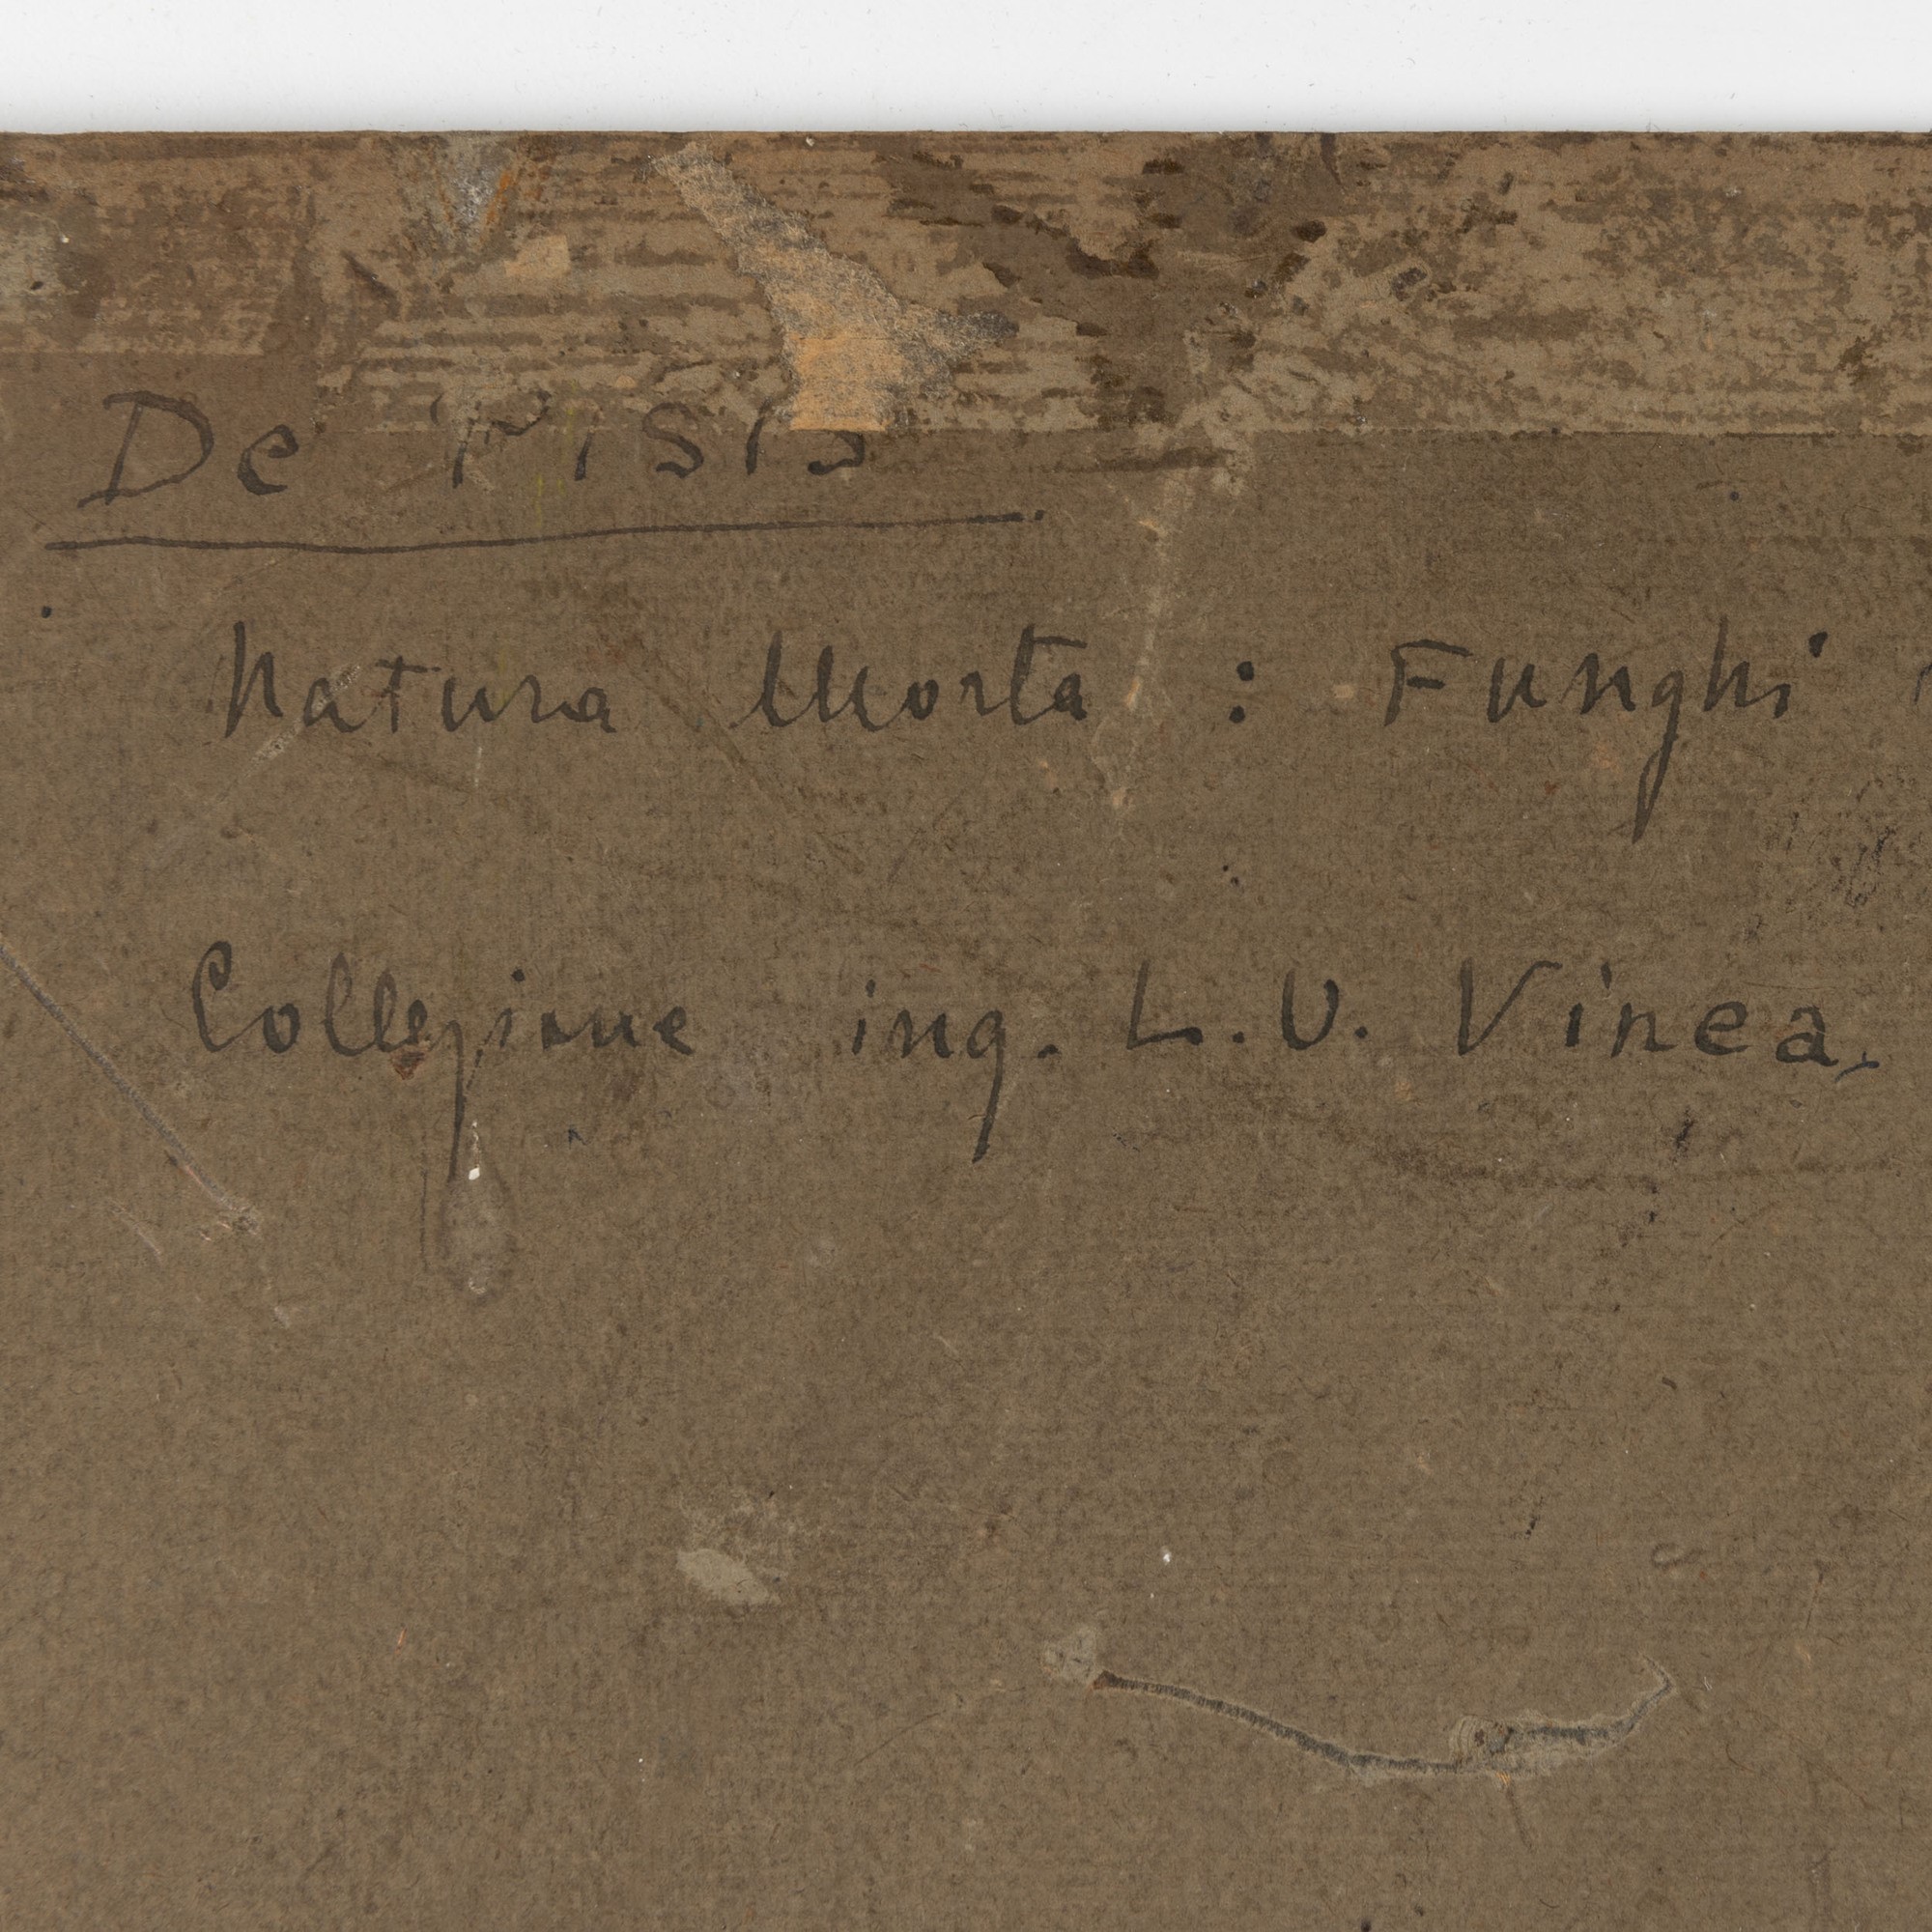 De Pisis
Natura Morta : Funghi
Collezione ing. L.U. Vinea,